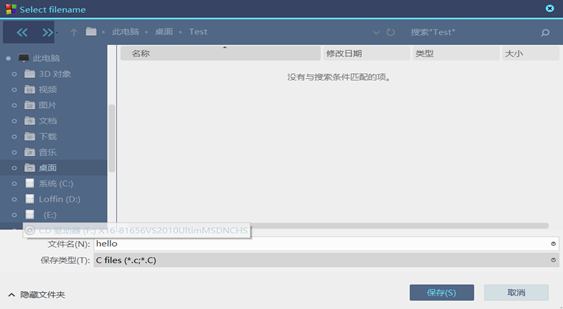 Select filename
此电脑 桌面 Test
搜索"Test"
名称 修改日期 类型 大小
此电脑
3D 对象
视频
图片
文档
下载
音乐
桌面
系统 (C:)
Loffin (D:)
(E:)
没有与搜索条件匹配的项。
CD 驱动器 (F:) X16-81656VS2010UltimMSDNCHS
文件名(N): hello
保存类型(T): C files (*.c;*.C)
隐藏文件夹
保存(S) 取消